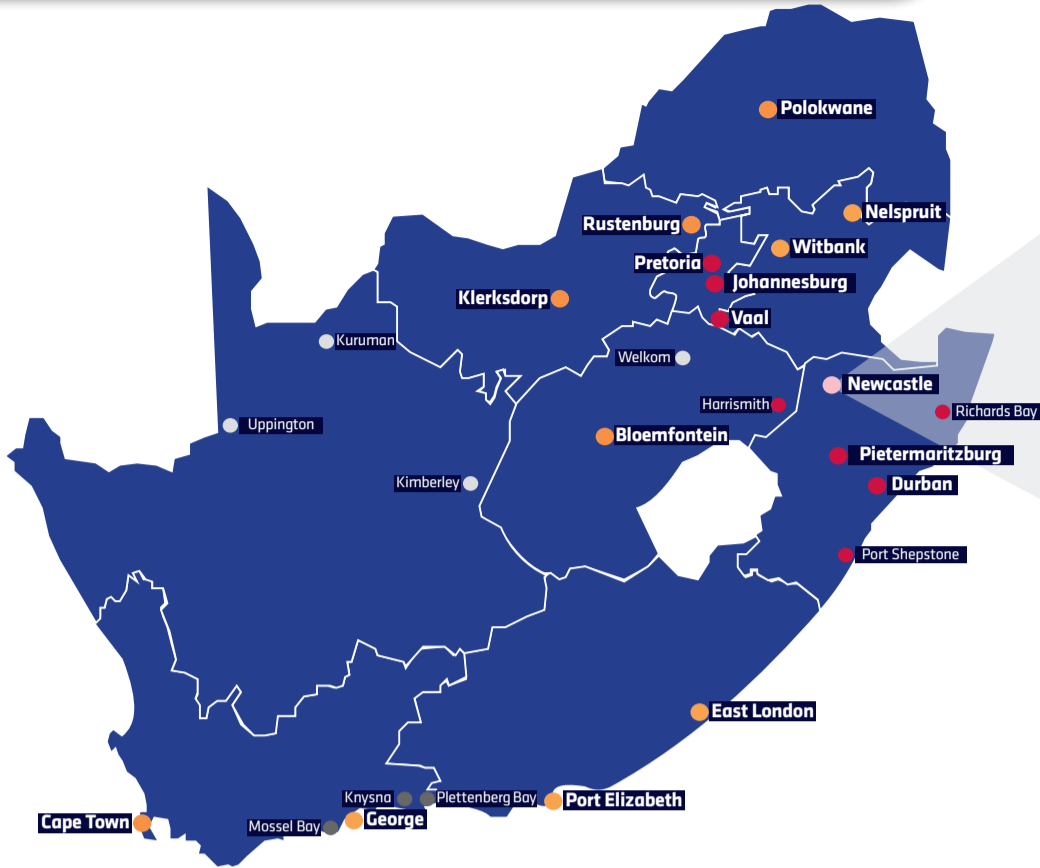 Polokwane
Nelspruit
Rustenburg
Witbank
Pretoria
Johannesburg
Klerksdorp
Vaal
Kuruman
Welkom
Newcastle
Harrismith
Richards Bay
Uppington
Bloemfontein
Pietermaritzburg
Kimberley
Durban
Port Shepstone
East London
Knysna
Plettenberg Bay
Port Elizabeth
Cape Town
Mossel Bay
George